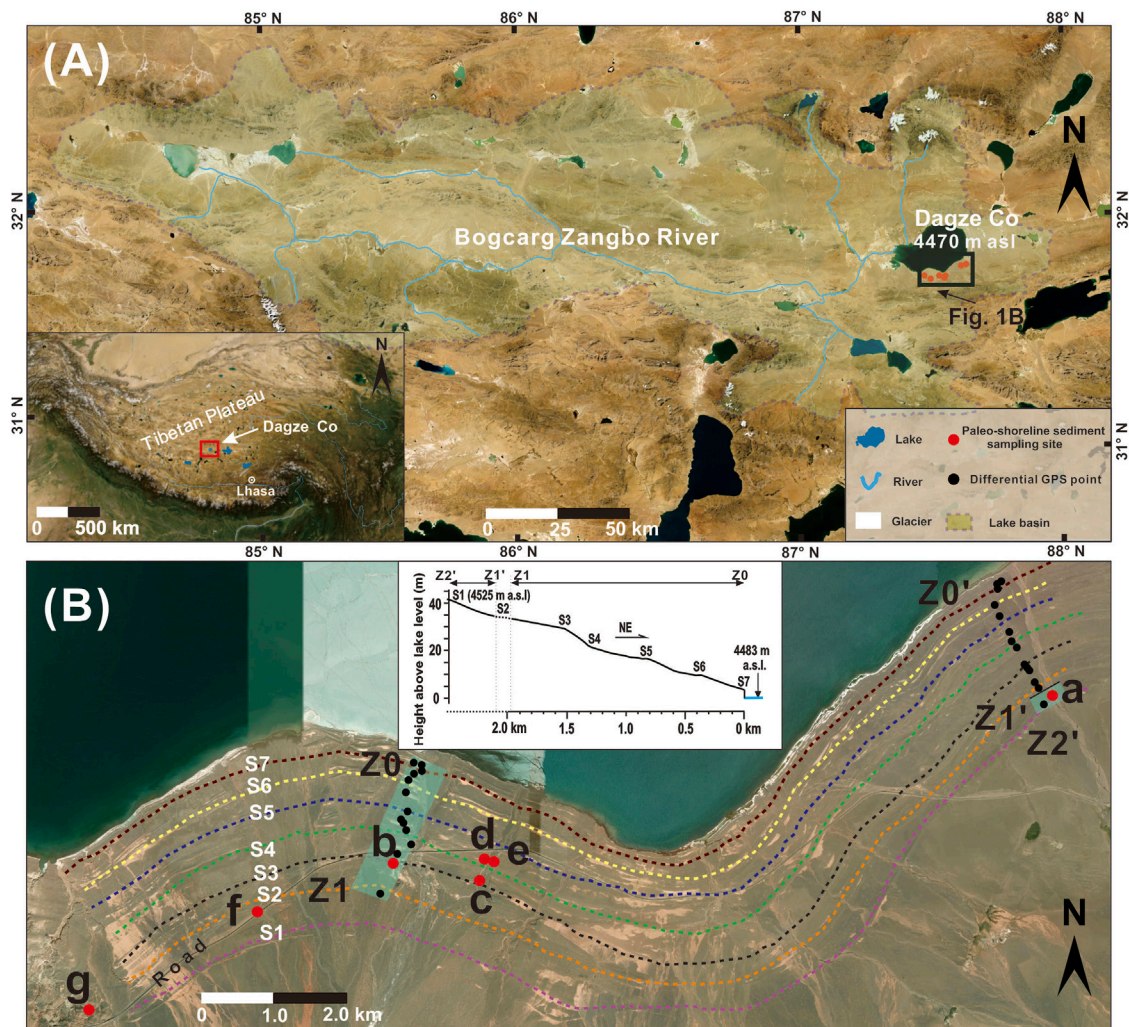 85° N
86° N
87° N
88° N
(A)
N
32° N
32° N
Dagze Co
4470 m asl
Bogcarg Zangbo River
Fig. 1B
N
31° N
31° N
Tibetan Plateau
Dagze Co
Lhasa
0 500 km
0 25 50 km
Lake
Paleo-shoreline sediment
sampling site
River
Differential GPS point
Glacier
Lake basin
85° N
86° N
87° N
88° N
(B)
Z2' Z1' Z1 Z0
Height above lake level (m)
40
20
0
S1 (4525 m a.s.l)
S2
S3
S4
NE
S5
S6
S7
4483 m
a.s.l.
2.0 km 1.5 1.0 0.5 0 km
Z0'
a
Z1'
Z2'
S7
Z0
S6
S5
b
d
e
S4
c
S3
Z1
S2
f
S1
Road
g
N
0 1.0 2.0 km